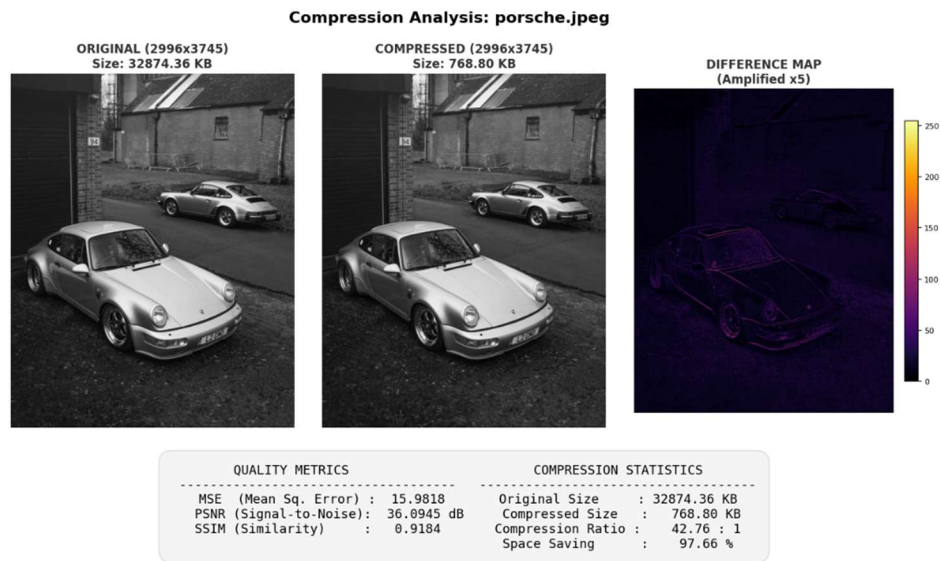 Compression Analysis: porsche.jpeg
ORIGINAL (2996x3745)
Size: 32874.36 KB
COMPRESSED (2996x3745)
Size: 768.80 KB
DIFFERENCE MAP
(Amplified x5)
94
94
250
200
150
100
50
0
QUALITY METRICS
------------------------------------
MSE (Mean Sq. Error) : 15.9818
PSNR (Signal-to-Noise): 36.0945 dB
SSIM (Similarity) : 0.9184
COMPRESSION STATISTICS
------------------------------------
Original Size : 32874.36 KB
Compressed Size : 768.80 KB
Compression Ratio : 42.76 : 1
Space Saving : 97.66 %